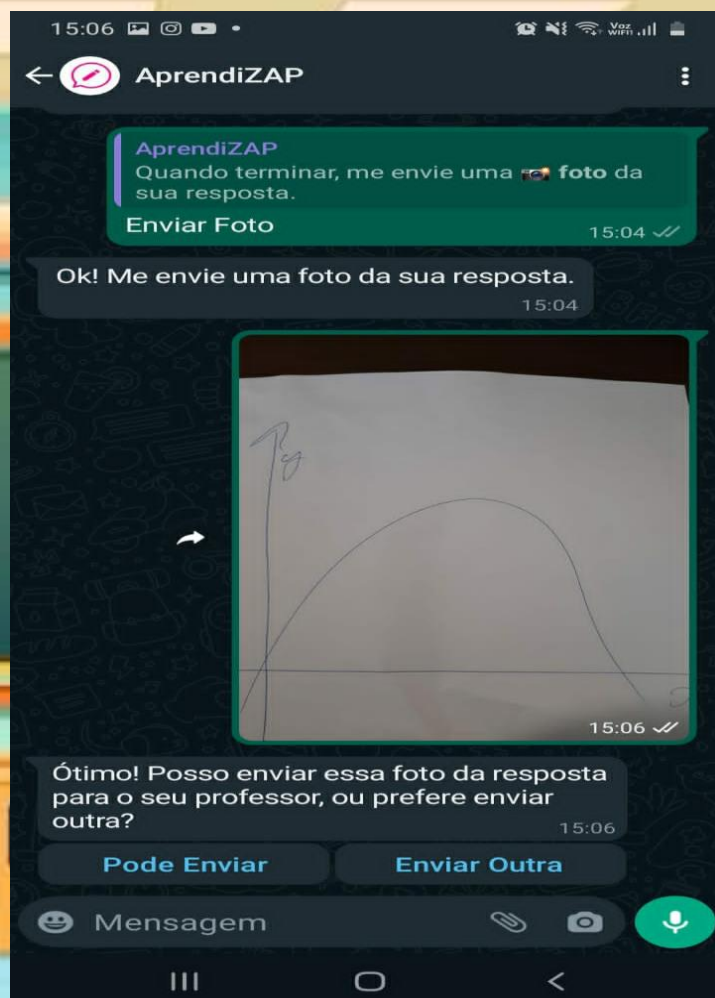 15:06
Voz
WIFI1
AprendiZAP
AprendiZAP
Quando terminar, me envie uma foto da
sua resposta.
Enviar Foto
15:04
Ok! Me envie uma foto da sua resposta.
15:04
y
15:06
Ótimo! Posso enviar essa foto da resposta
para o seu professor, ou prefere enviar
outra?
15:06
Pode Enviar
Enviar Outra
Mensagem